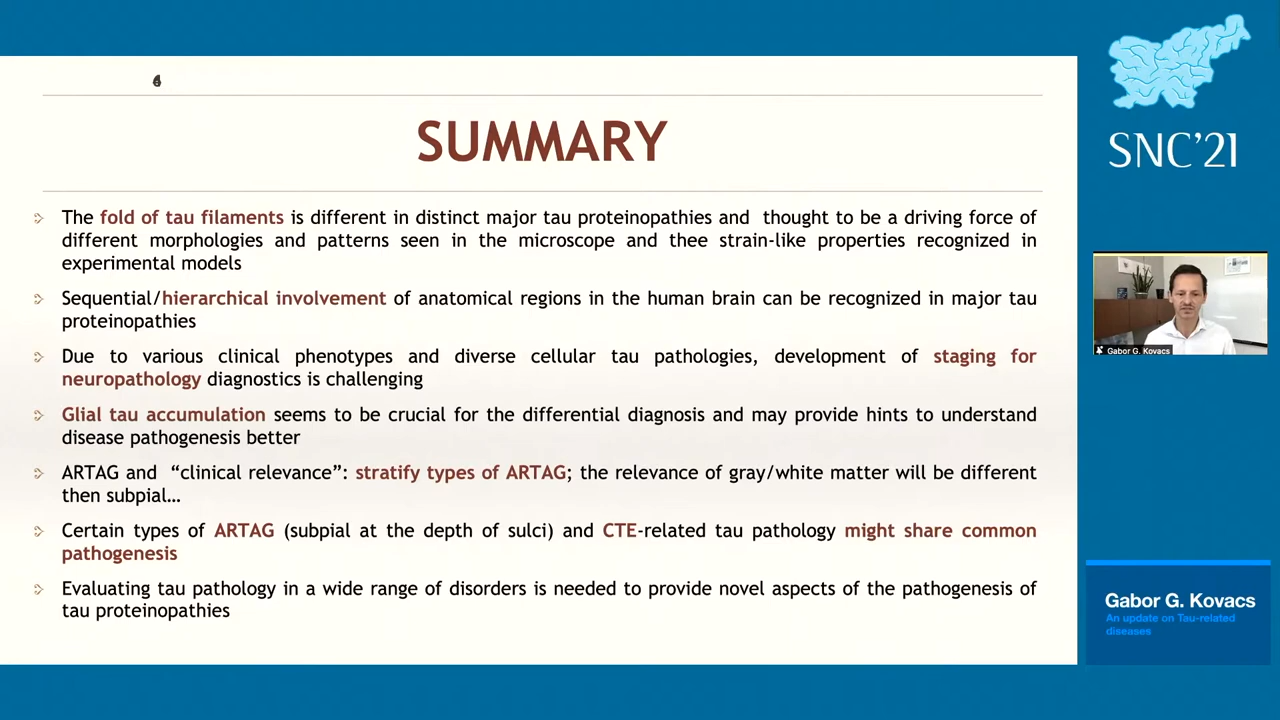 SUMMARY
The fold of tau filaments is different in distinct major tau proteinopathies and thought to be a driving force of
different morphologies and patterns seen in the microscope and thee strain-like properties recognized in
experimental models
Sequential/hierarchical involvement of anatomical regions in the human brain can be recognized in major tau
proteinopathies
Due to various clinical phenotypes and diverse cellular tau pathologies, development of staging for
neuropathology diagnostics is challenging
Glial tau accumulation seems to be crucial for the differential diagnosis and may provide hints to understand
disease pathogenesis better
ARTAG and “clinical relevance”: stratify types of ARTAG; the relevance of gray/white matter will be different
then subpial…
Certain types of ARTAG (subpial at the depth of sulci) and CTE-related tau pathology might share common
pathogenesis
Evaluating tau pathology in a wide range of disorders is needed to provide novel aspects of the pathogenesis of
tau proteinopathies
SNC'21
Gabor G. Kovacs
Gabor G. Kovacs
An update on Tau-related
diseases